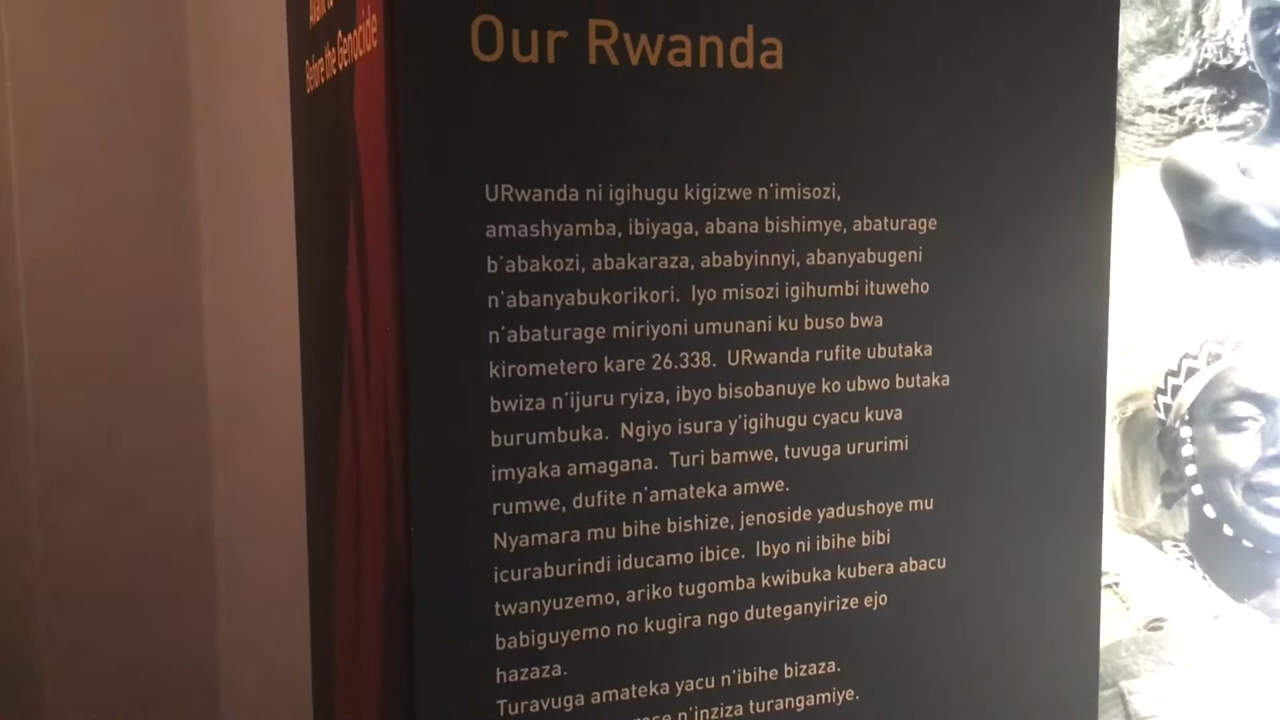 Before the Genocide
Our Rwanda
URwanda ni igihugu kigizwe n'imisozi,
amashyamba, ibiyaga, abana bishimye, abaturage
b'abakozi, abakaraza, ababyinnyi, abanyabugeni
n'abanyabukorikori. Iyo misozi igihumbi ituweho
n'abaturage miriyoni umunani ku buso bwa
kirometero kare 26.338. URwanda rufite ubutaka
bwiza n'ijuru ryiza, ibyo bisobanuye ko ubwo butaka
burumbuka. Ngiyo isura y'igihugu cyacu kuva
imyaka amagana. Turi bamwe, tuvuga ururimi
rumwe, dufite n'amateka amwe.
Nyamara mu bihe bishize, jenoside yadushoye mu
icuraburindi iducamo ibice. Ibyo ni ibihe bibi
twanyuzemo, ariko tugomba kwibuka kubera abacu
babiguyemo no kugira ngo duteganyirize ejo
hazaza.
Turavuga amateka yacu n'ibihe bizaza.
n'inziza turangamiye.